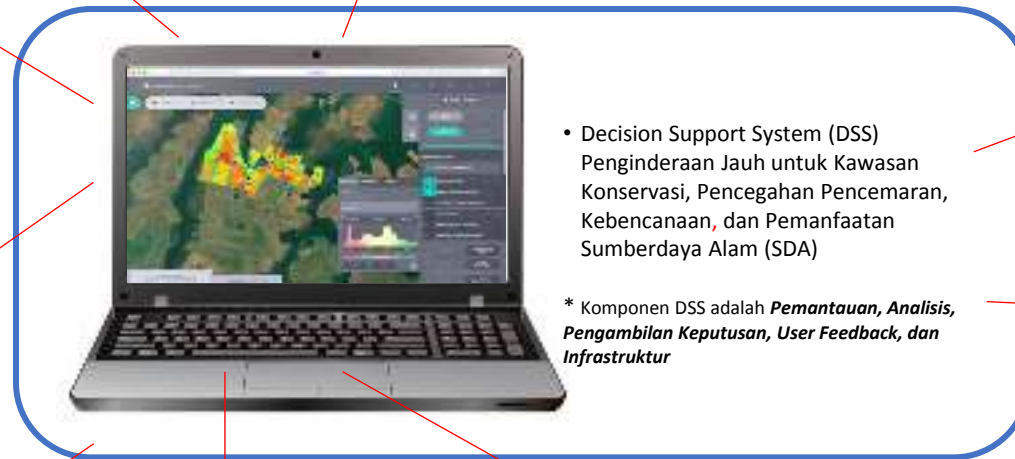 • Decision Support System (DSS)
Penginderaan Jauh untuk Kawasan
Konservasi, Pencegahan Pencemaran,
Kebencanaan, dan Pemanfaatan
Sumberdaya Alam (SDA)
* Komponen DSS adalah Pemantauan, Analisis,
Pengambilan Keputusan, User Feedback, dan
Infrastruktur